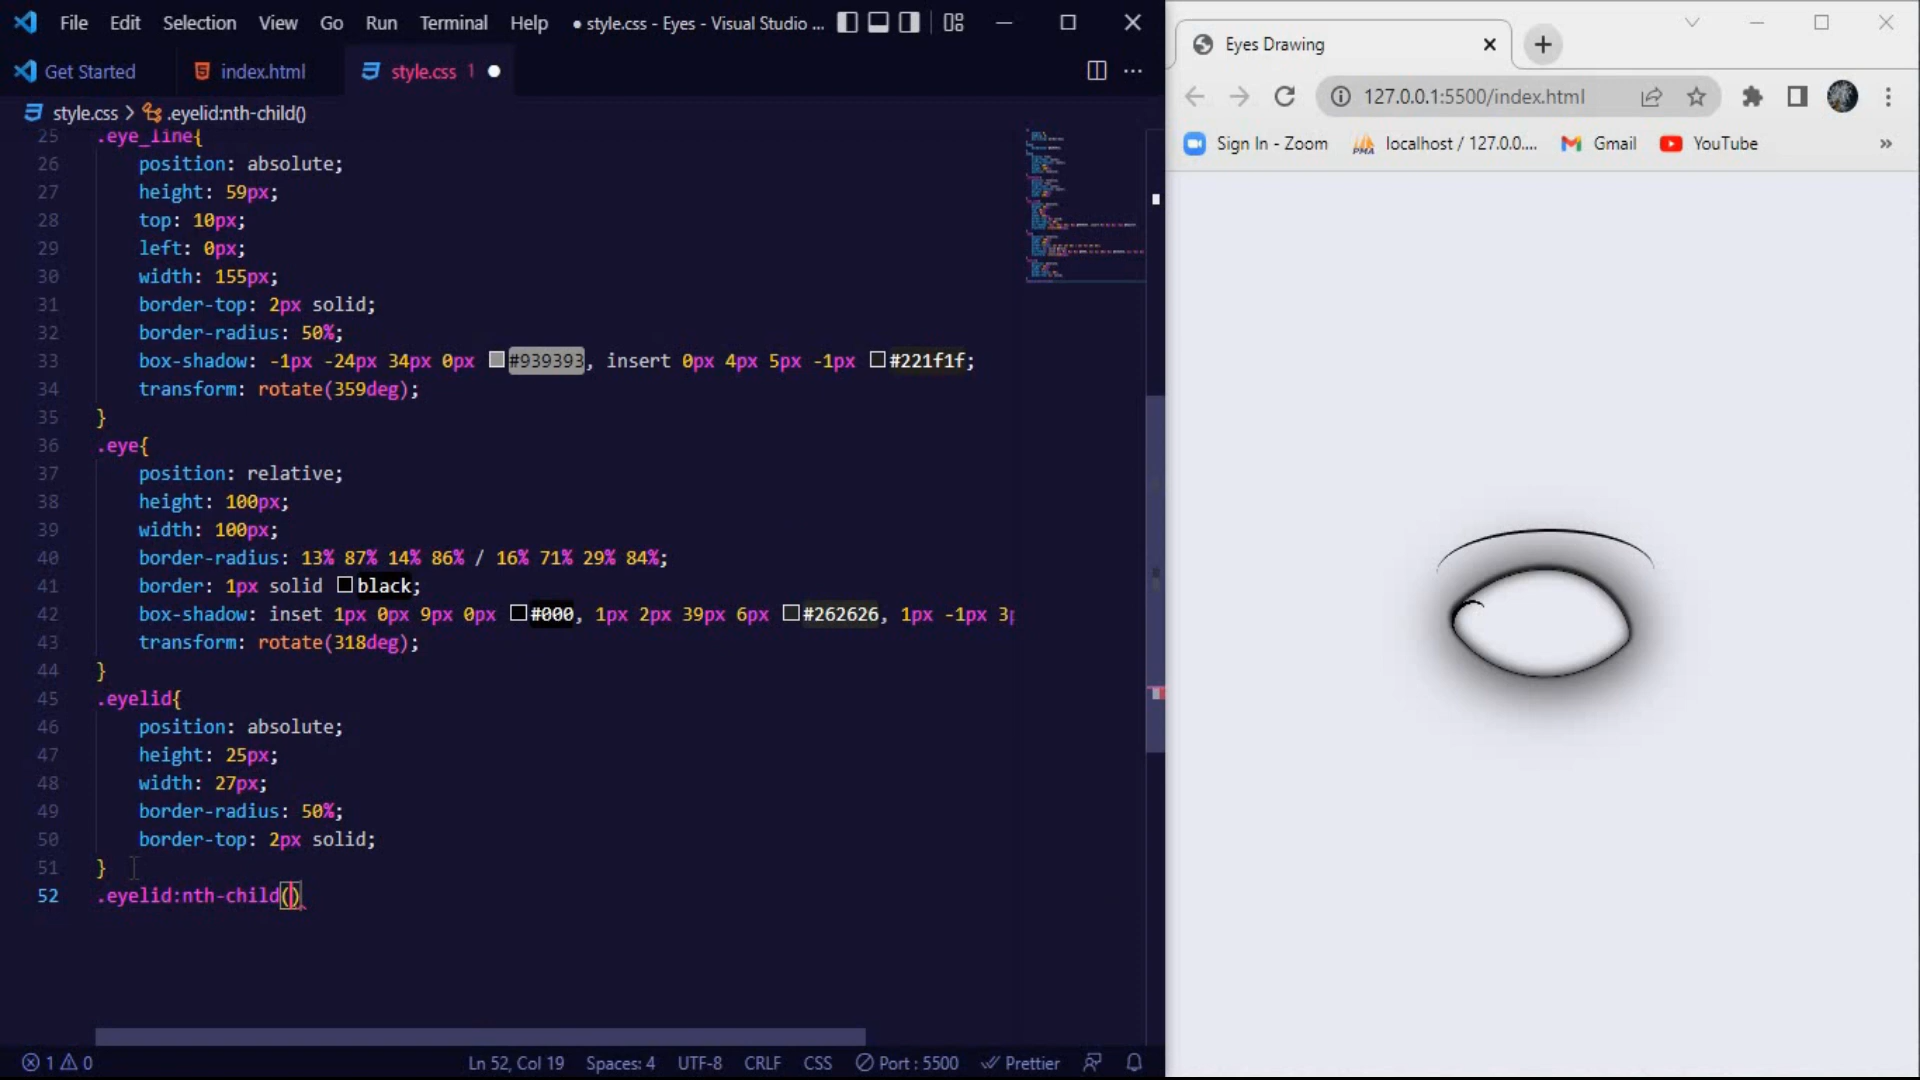 File Edit Selection View Go Run Terminal Help ● style.css - Eyes - Visual Studio ...
Get Started index.html style.css 1
style.css > .eyelid:nth-child()
25 .eye_line{
26 position: absolute;
27 height: 59px;
28 top: 10px;
29 left: 0px;
30 width: 155px;
31 border-top: 2px solid;
32 border-radius: 50%;
33 box-shadow: -1px -24px 34px 0px #939393, insert 0px 4px 5px -1px #221f1f;
34 transform: rotate(359deg);
35 }
36 .eye{
37 position: relative;
38 height: 100px;
39 width: 100px;
40 border-radius: 13% 87% 14% 86% / 16% 71% 29% 84%;
41 border: 1px solid black;
42 box-shadow: inset 1px 0px 9px 0px #000, 1px 2px 39px 6px #262626, 1px -1px 3p
43 transform: rotate(318deg);
44 }
45 .eyelid{
46 position: absolute;
47 height: 25px;
48 width: 27px;
49 border-radius: 50%;
50 border-top: 2px solid;
51 }
52 .eyelid:nth-child()
1 0 Ln 52, Col 19 Spaces: 4 UTF-8 CRLF CSS Port : 5500 Prettier
Eyes Drawing
127.0.0.1:5500/index.html
Sign In - Zoom PMA localhost / 127.0.0.... Gmail YouTube »